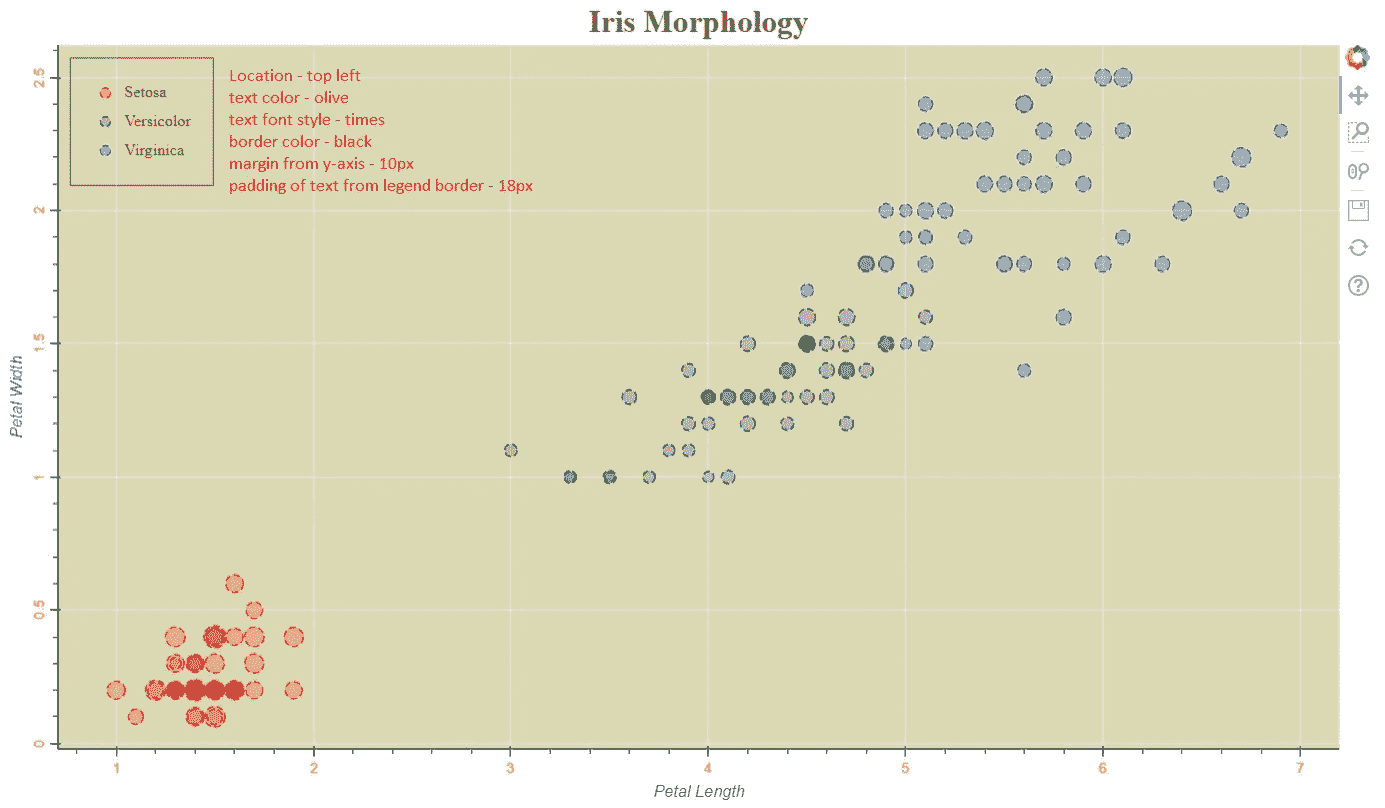 Iris Morphology
Setosa
Versicolor
Virginica
Location - top left
text color - olive
text font style - times
border color - black
margin from y-axis - 10px
padding of text from legend border - 18px
2.5
2
1.5
1
0.5
0
Petal Width
1 2 3 4 5 6 7
Petal Length